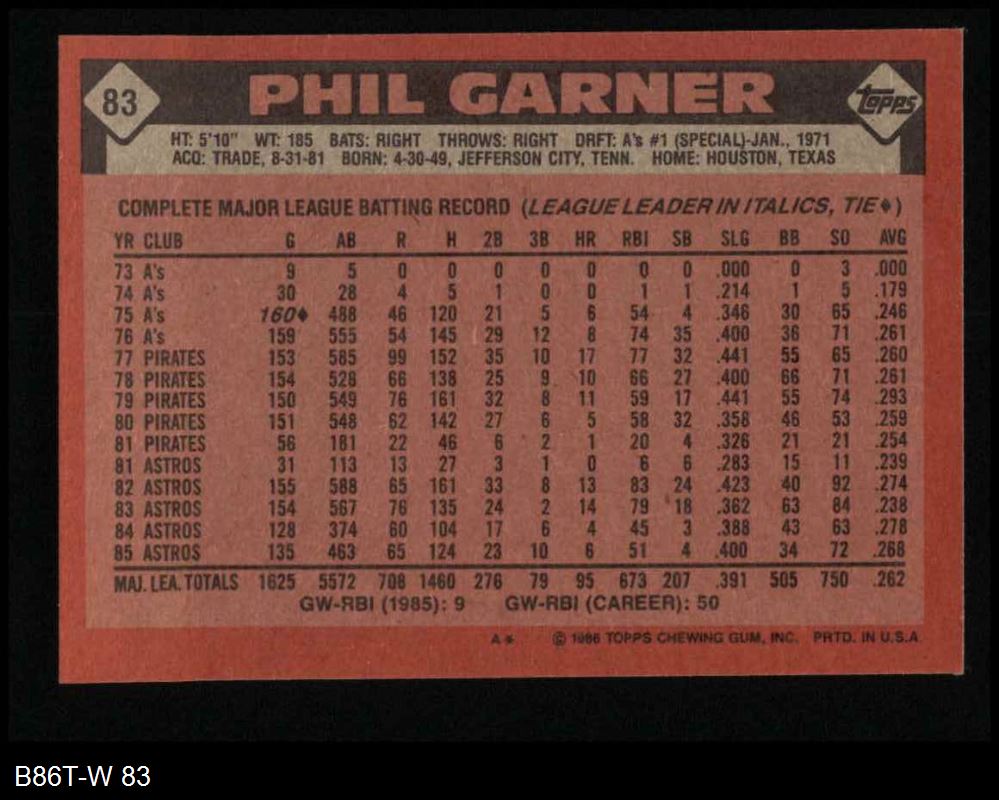 83 PHIL GARNER Topps
HT: 5'10" WT: 185 BATS: RIGHT THROWS: RIGHT DRFT: A's #1 (SPECIAL)-JAN., 1971
ACQ: TRADE, 8-31-81 BORN: 4-30-49, JEFFERSON CITY, TENN. HOME: HOUSTON, TEXAS
COMPLETE MAJOR LEAGUE BATTING RECORD (LEAGUE LEADER IN ITALICS, TIE♦)
YR CLUB G AB R H 2B 3B HR RBI SB SLG BB SO AVG
73 A's 9 5 0 0 0 0 0 0 0 .000 0 3 .000
74 A's 30 28 4 5 1 0 0 1 1 .214 1 5 .179
75 A's 160♦ 488 46 120 21 5 6 54 4 .346 30 65 .246
76 A's 159 555 54 145 29 12 8 74 35 .400 36 71 .261
77 PIRATES 153 585 99 152 35 10 17 77 32 .441 55 65 .260
78 PIRATES 154 528 66 138 25 9 10 66 27 .400 66 71 .261
79 PIRATES 150 549 76 161 32 8 11 59 17 .441 55 74 .293
80 PIRATES 151 548 62 142 27 6 5 58 32 .358 46 53 .259
81 PIRATES 56 181 22 46 6 2 1 20 4 .326 21 21 .254
81 ASTROS 31 113 13 27 3 1 0 6 6 .283 15 11 .239
82 ASTROS 155 588 65 161 33 8 13 83 24 .423 40 92 .274
83 ASTROS 154 567 76 135 24 2 14 79 18 .362 63 84 .238
84 ASTROS 128 374 60 104 17 6 4 45 3 .388 43 63 .278
85 ASTROS 135 463 65 124 23 10 6 51 4 .400 34 72 .268
MAJ. LEA. TOTALS 1625 5572 708 1460 276 79 95 673 207 .391 505 750 .262
GW-RBI (1985): 9 GW-RBI (CAREER): 50
A* © 1986 TOPPS CHEWING GUM, INC. PRTD. IN U.S.A.
B86T-W 83